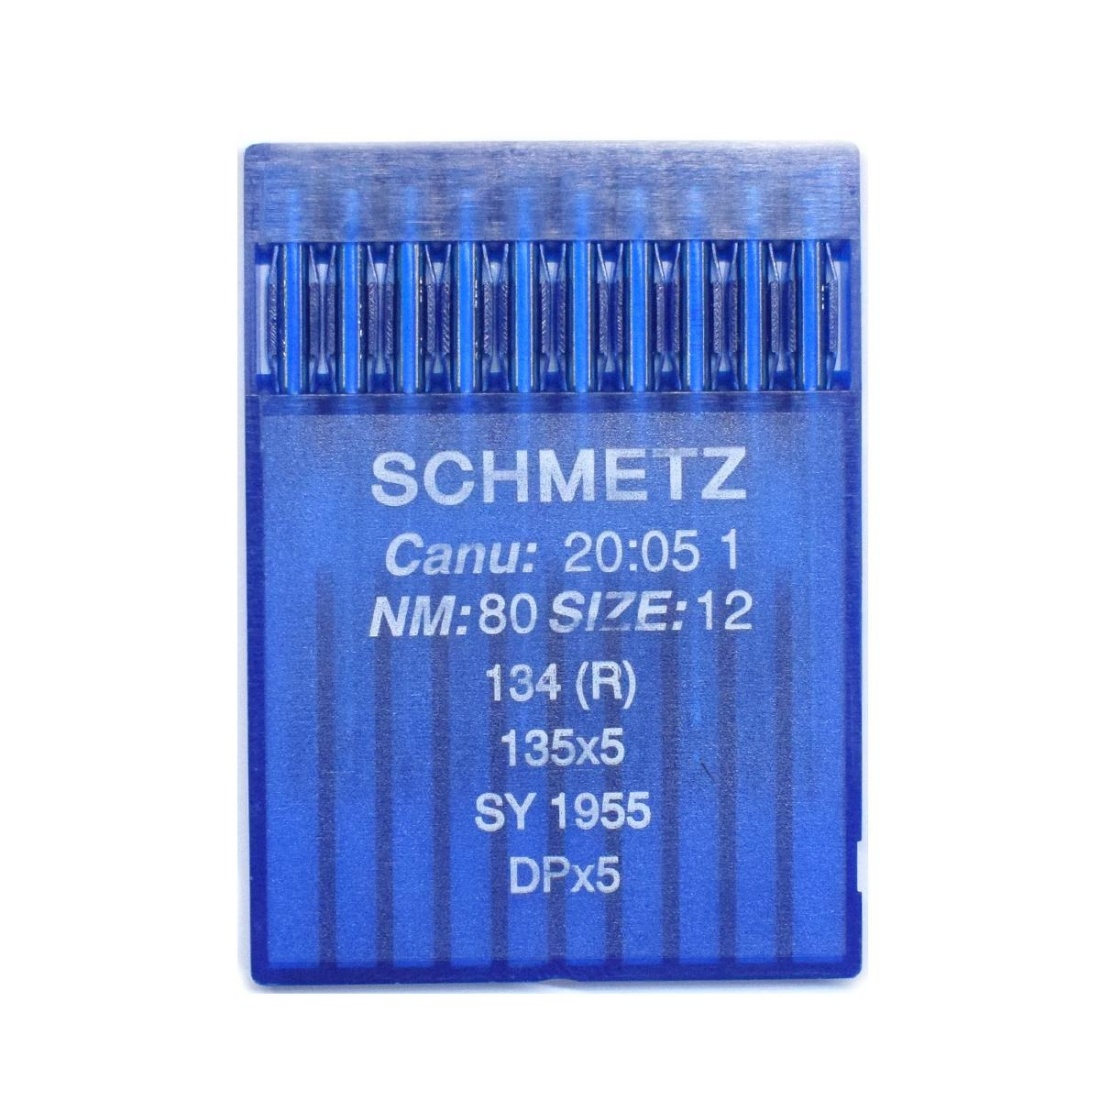 SCHMETZ
Canu: 20:05 1
NM: 80 SIZE: 12
134 (R)
135x5
SY 1955
DPx5